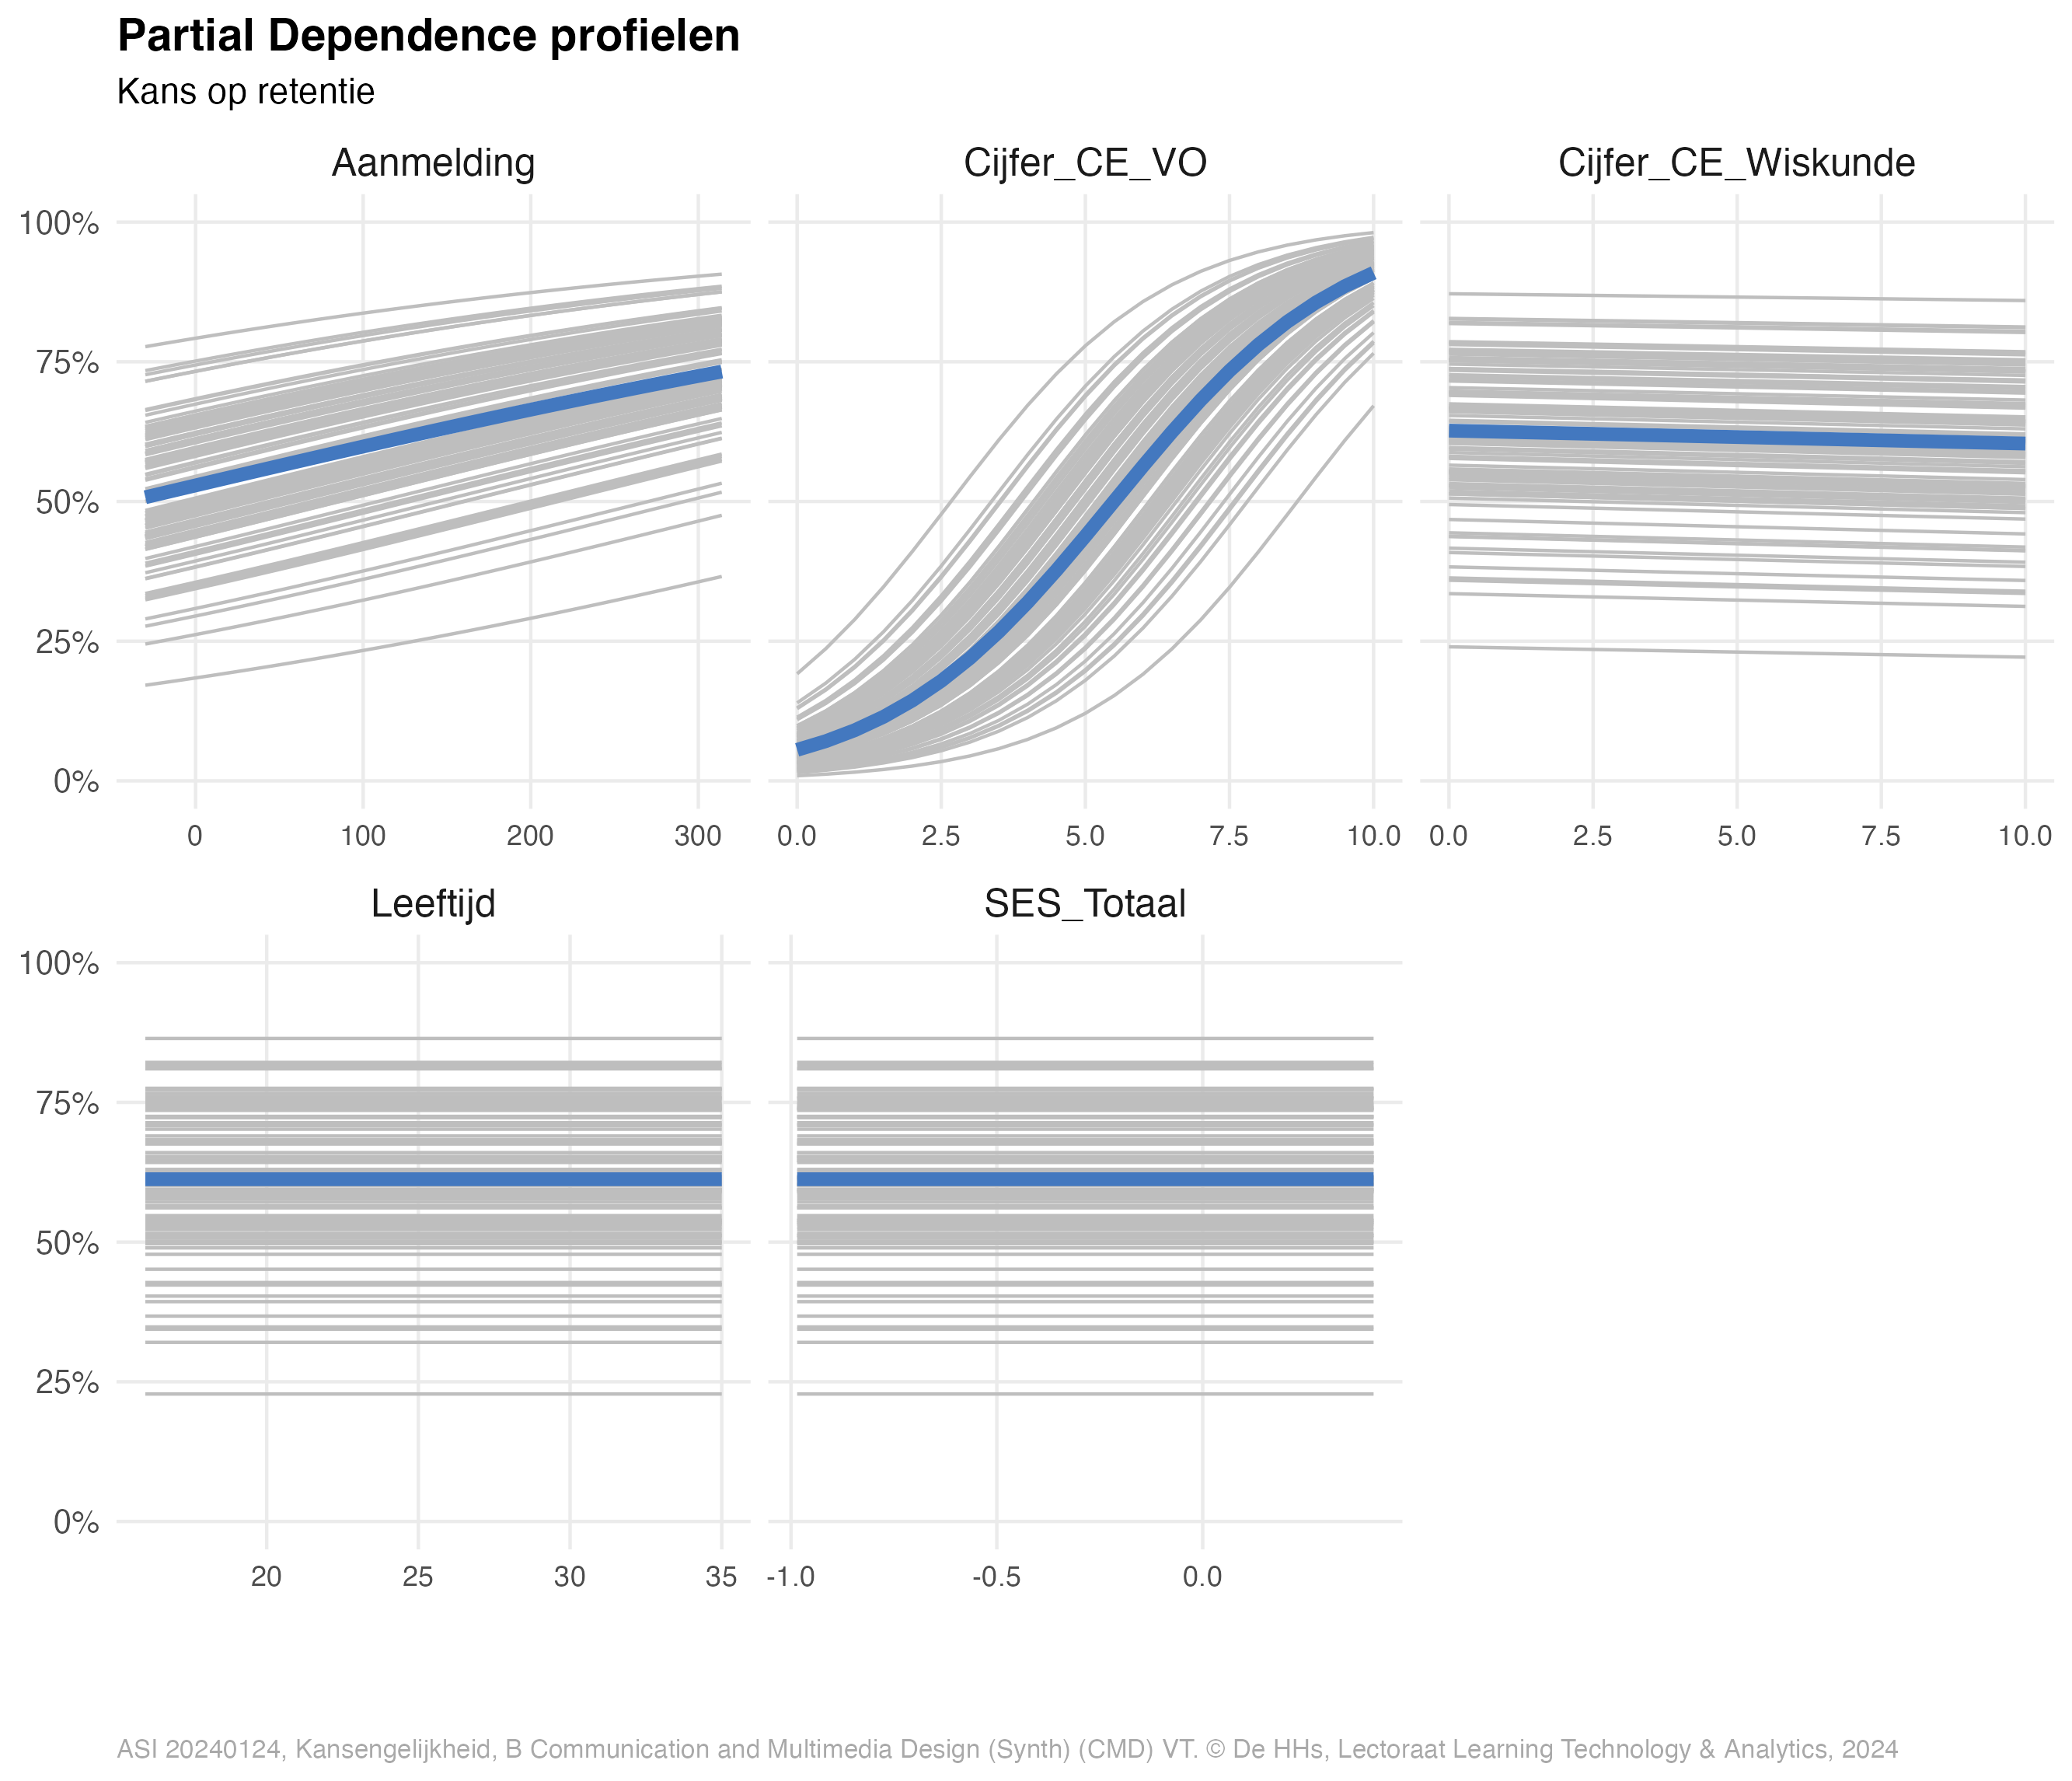 Partial Dependence profielen
Kans op retentie
Aanmelding
Cijfer_CE_VO
Cijfer_CE_Wiskunde
100%
75%
50%
25%
0%
0 100 200 300
0.0 2.5 5.0 7.5 10.0
0.0 2.5 5.0 7.5 10.0
Leeftijd
SES_Totaal
100%
75%
50%
25%
0%
20 25 30 35
-1.0 -0.5 0.0
ASI 20240124, Kansengelijkheid, B Communication and Multimedia Design (Synth) (CMD) VT. © De HHs, Lectoraat Learning Technology & Analytics, 2024